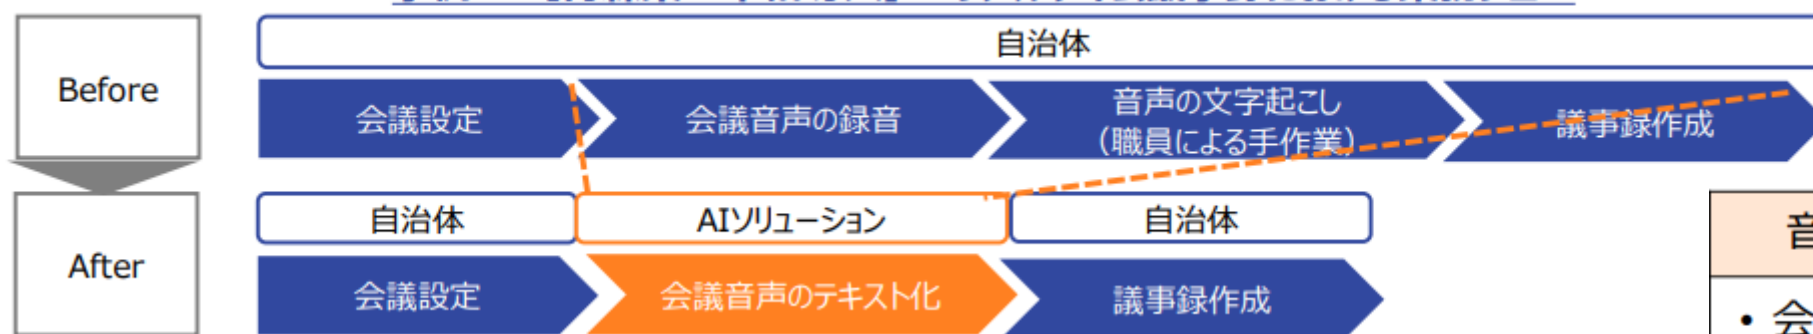 Before
自治体
会議設定
会議音声の録音
音声の文字起こし
(職員による手作業)
議事録作成
After
自治体
AIソリューション
自治体
会議設定
会議音声のテキスト化
議事録作成
音
・会